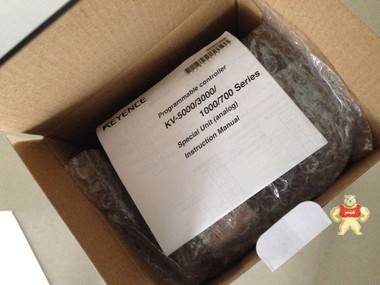 KEYENCE
Programmable controller
KV-5000/3000/
1000/700 Series
Special Unit (analog)
Instruction Manual